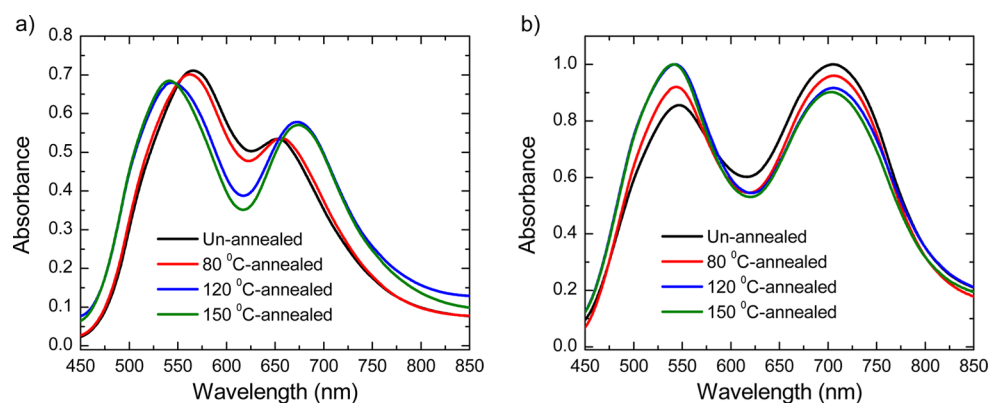 a)
Absorbance
0.8
0.7
0.6
0.5
0.4
0.3
0.2
0.1
0.0
Un-annealed
80 ⁰C-annealed
120 ⁰C-annealed
150 ⁰C-annealed
450 500 550 600 650 700 750 800 850
Wavelength (nm)
b)
Absorbance
1.0
0.8
0.6
0.4
0.2
0.0
Un-annealed
80 ⁰C-annealed
120 ⁰C-annealed
150 ⁰C-annealed
450 500 550 600 650 700 750 800 850
Wavelength (nm)